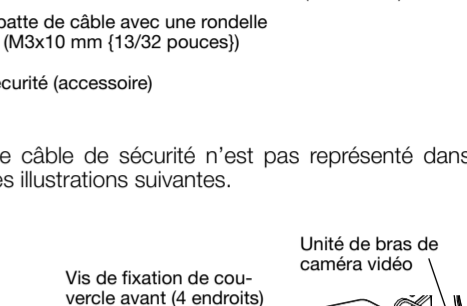 patte de câble avec une rondelle
(M3x10 mm {13/32 pouces})
écurité (accessoire)
e câble de sécurité n'est pas représenté dans
es illustrations suivantes.
Unité de bras de
caméra vidéo
Vis de fixation de cou-
vercle avant (4 endroits)